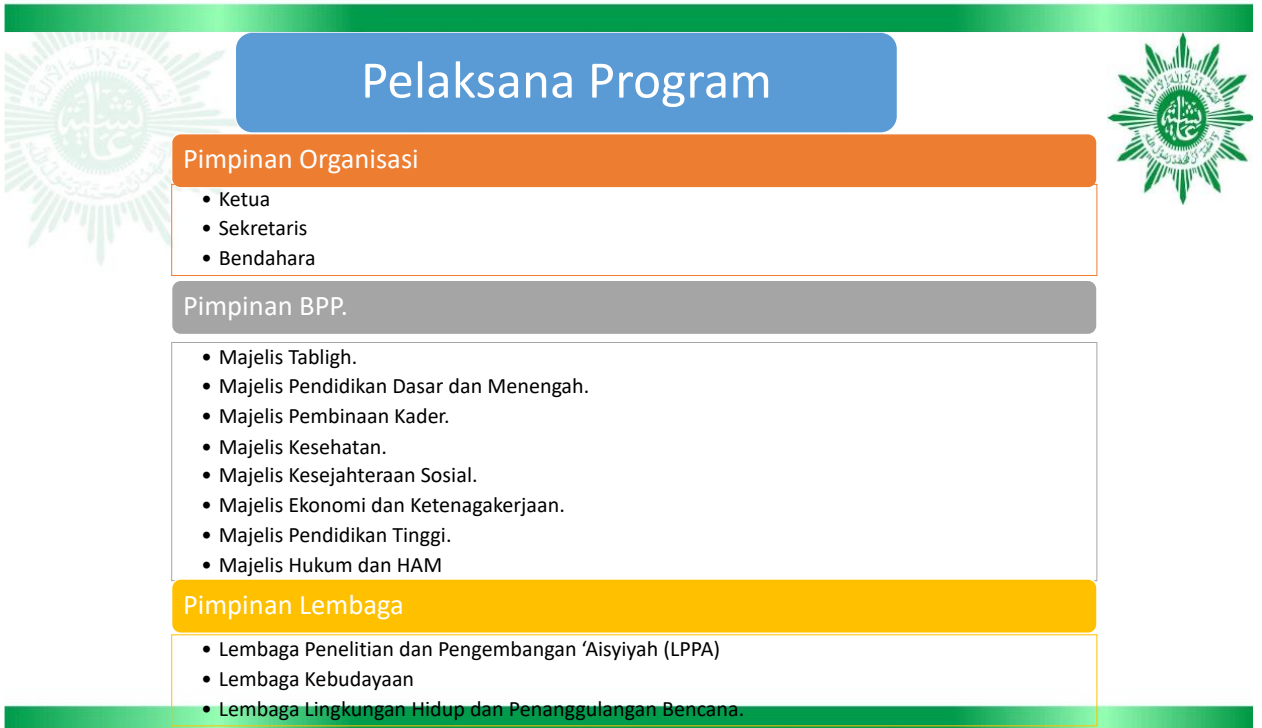 Pelaksana Program
Pimpinan Organisasi
• Ketua
• Sekretaris
• Bendahara
Pimpinan BPP.
• Majelis Tabligh.
• Majelis Pendidikan Dasar dan Menengah.
• Majelis Pembinaan Kader.
• Majelis Kesehatan.
• Majelis Kesejahteraan Sosial.
• Majelis Ekonomi dan Ketenagakerjaan.
• Majelis Pendidikan Tinggi.
• Majelis Hukum dan HAM
Pimpinan Lembaga
• Lembaga Penelitian dan Pengembangan ‘Aisyiyah (LPPA)
• Lembaga Kebudayaan
• Lembaga Lingkungan Hidup dan Penanggulangan Bencana.